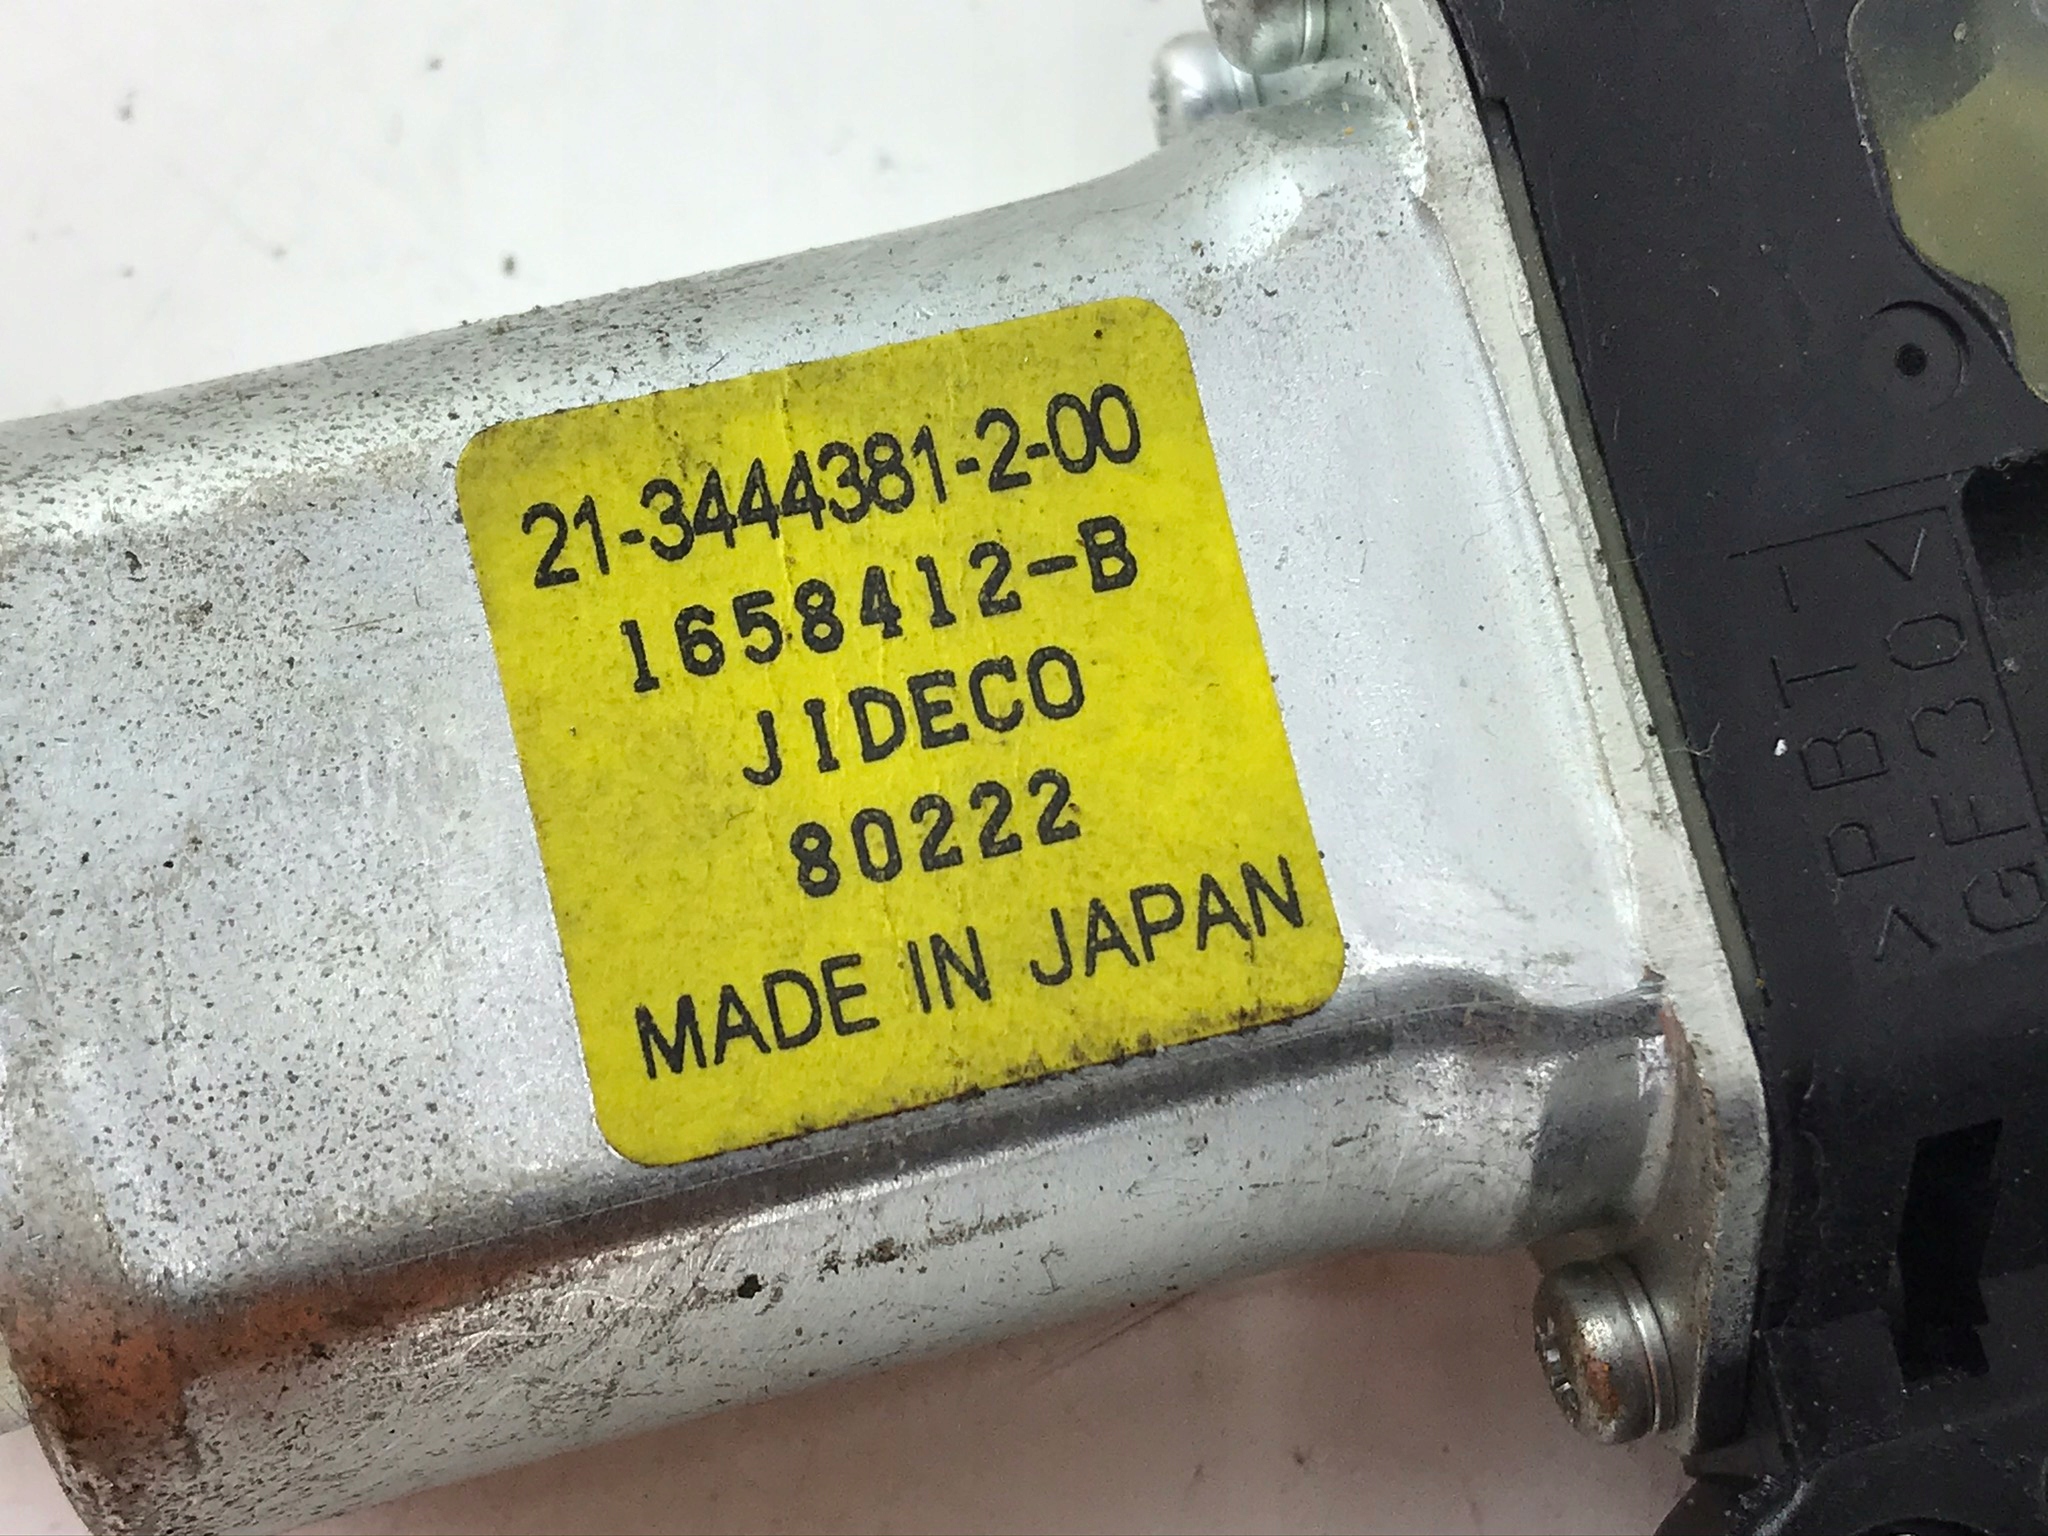 21-3444381-2-00
1658412-B
JIDECO
80222
MADE IN JAPAN
>PBT-
GF30<